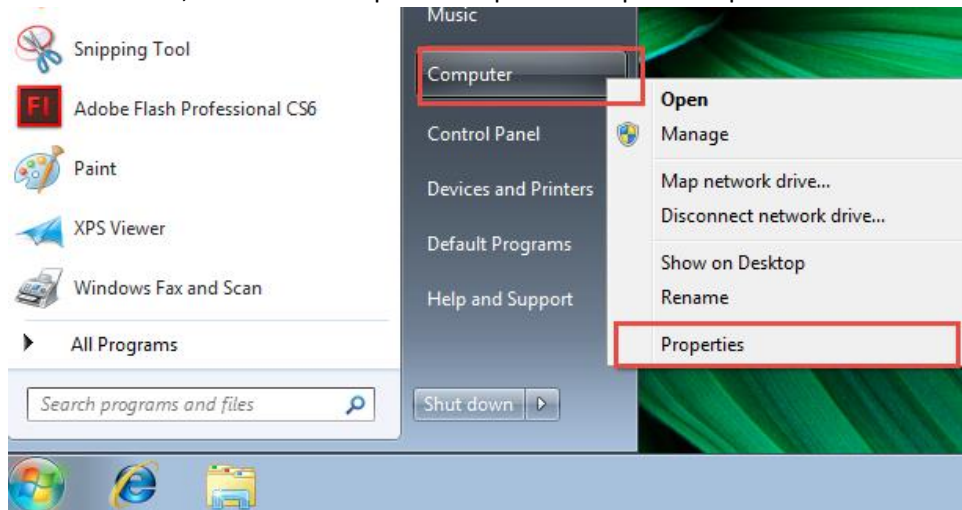 Music
Snipping Tool
Computer
Adobe Flash Professional CS6
Open
Control Panel
Manage
Paint
Map network drive...
Devices and Printers
Disconnect network drive...
XPS Viewer
Default Programs
Show on Desktop
Windows Fax and Scan
Help and Support
Rename
All Programs
Properties
Search programs and files
Shut down
Fl